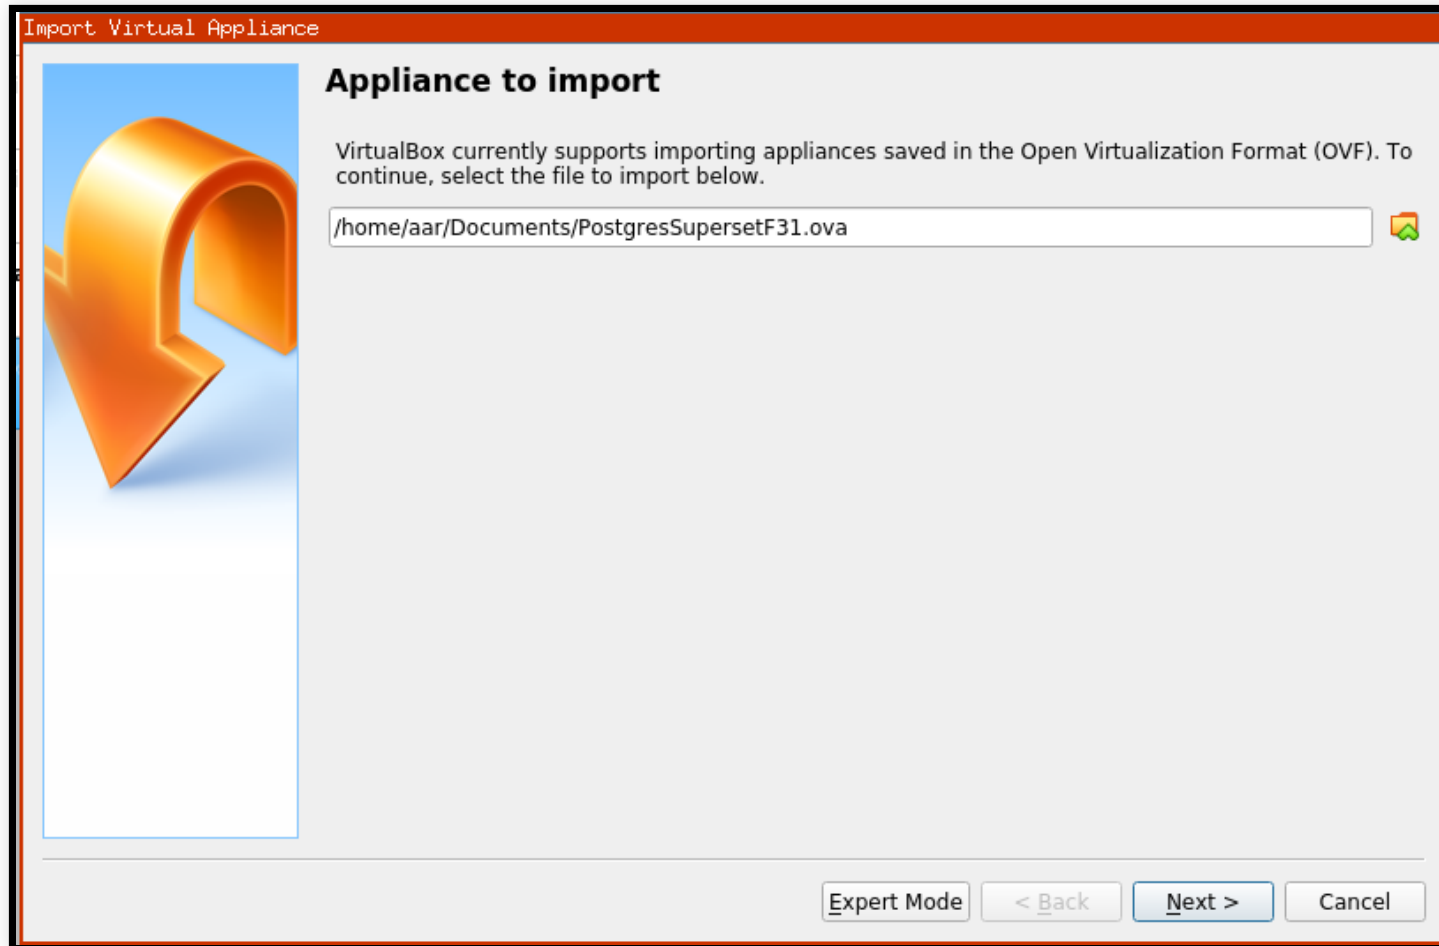 Import Virtual Appliance
Appliance to import
VirtualBox currently supports importing appliances saved in the Open Virtualization Format (OVF). To
continue, select the file to import below.
/home/aar/Documents/PostgresSupersetF31.ova
Expert Mode
< Back
Next >
Cancel